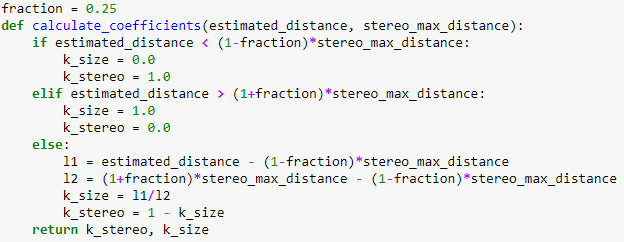 fraction = 0.25
def calculate_coefficients(estimated_distance, stereo_max_distance):
    if estimated_distance < (1-fraction)*stereo_max_distance:
        k_size = 0.0
        k_stereo = 1.0
    elif estimated_distance > (1+fraction)*stereo_max_distance:
        k_size = 1.0
        k_stereo = 0.0
    else:
        l1 = estimated_distance - (1-fraction)*stereo_max_distance
        l2 = (1+fraction)*stereo_max_distance - (1-fraction)*stereo_max_distance
        k_size = l1/l2
        k_stereo = 1 - k_size
    return k_stereo, k_size